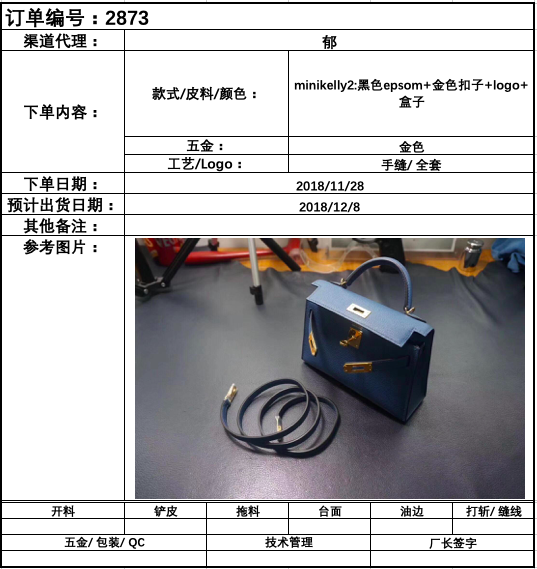 订单编号：2873
渠道代理：
郁
下单内容：
款式/皮料/颜色：
minikelly2:黑色epsom+金色扣子+logo+
盒子
五金：
金色
工艺/Logo：
手缝/ 全套
下单日期：
2018/11/28
预计出货日期：
2018/12/8
其他备注：
参考图片：
开料 铲皮 拖料 台面 油边 打斩/ 缝线
五金/ 包装/ QC 技术管理 厂长签字